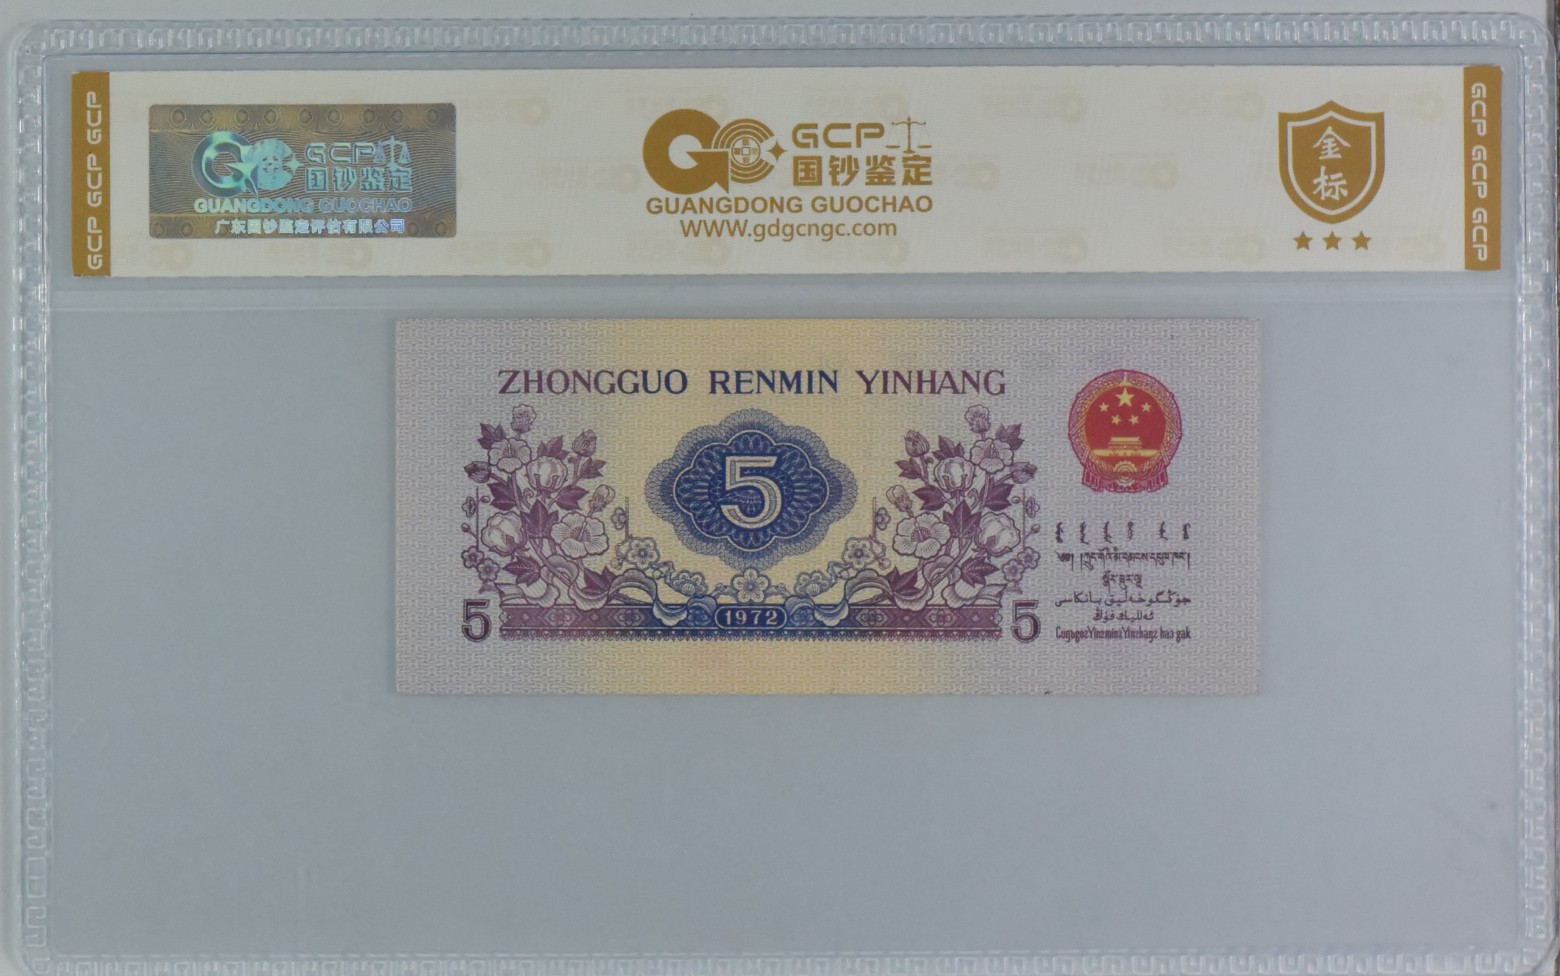 GCP GCP GCP
GCP
国钞鉴定
GUANGDONG GUOCHAO
广东国钞鉴定评估有限公司
GCP
国钞鉴定
GUANGDONG GUOCHAO
WWW.gdgcngc.com
金
标
GCP GCP GCP
ZHONGGUO RENMIN YINHANG
5
5
1972
5